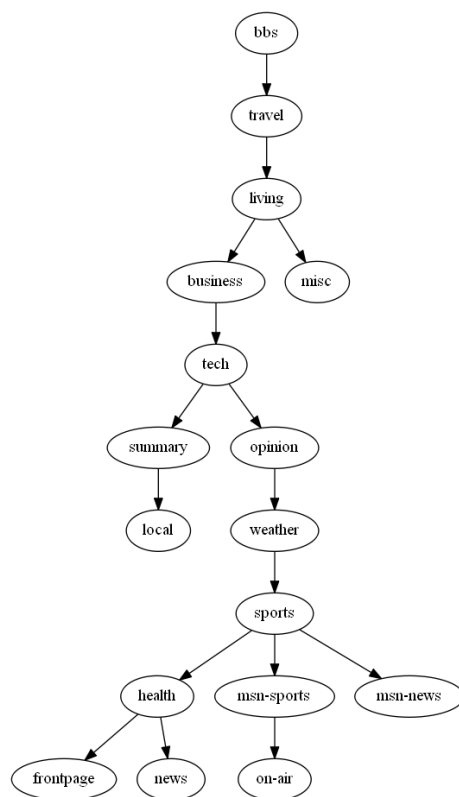 bbs
travel
living
business misc
tech
summary opinion
local weather
sports
health msn-sports msn-news
frontpage news on-air